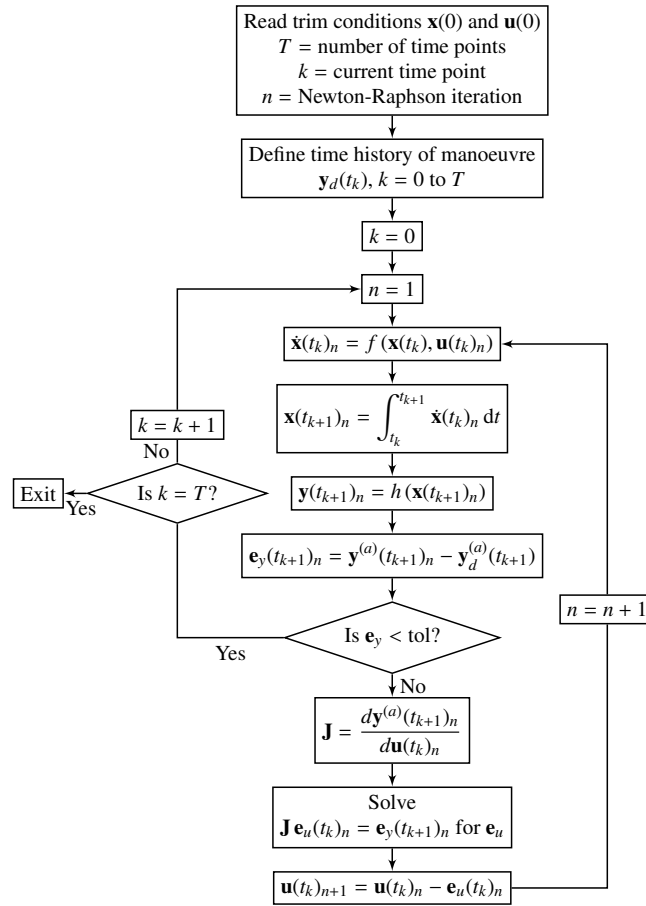 Read trim conditions x(0) and u(0)
T = number of time points
k = current time point
n = Newton-Raphson iteration
Define time history of manoeuvre
y_d(t_k), k = 0 to T
k = 0
n = 1
ẋ(t_k)_n = f(x(t_k), u(t_k)_n)
x(t_{k+1})_n = ∫_{t_k}^{t_{k+1}} ẋ(t_k)_n dt
k = k + 1
No
Is k = T?
Exit
Yes
y(t_{k+1})_n = h(x(t_{k+1})_n)
e_y(t_{k+1})_n = y^{(a)}(t_{k+1})_n − y_d^{(a)}(t_{k+1})
n = n + 1
Is e_y < tol?
Yes
No
J = dy^{(a)}(t_{k+1})_n / du(t_k)_n
Solve
J e_u(t_k)_n = e_y(t_{k+1})_n for e_u
u(t_k)_{n+1} = u(t_k)_n − e_u(t_k)_n